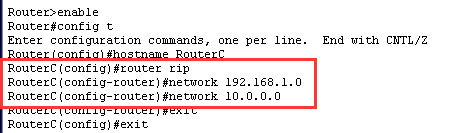 Router>enable
Router#config t
Enter configuration commands, one per line.  End with CNTL/Z
Router(config)#hostname RouterC
RouterC(config)#router rip
RouterC(config-router)#network 192.168.1.0
RouterC(config-router)#network 10.0.0.0
RouterC(config-router)#exit
RouterC(config)#exit